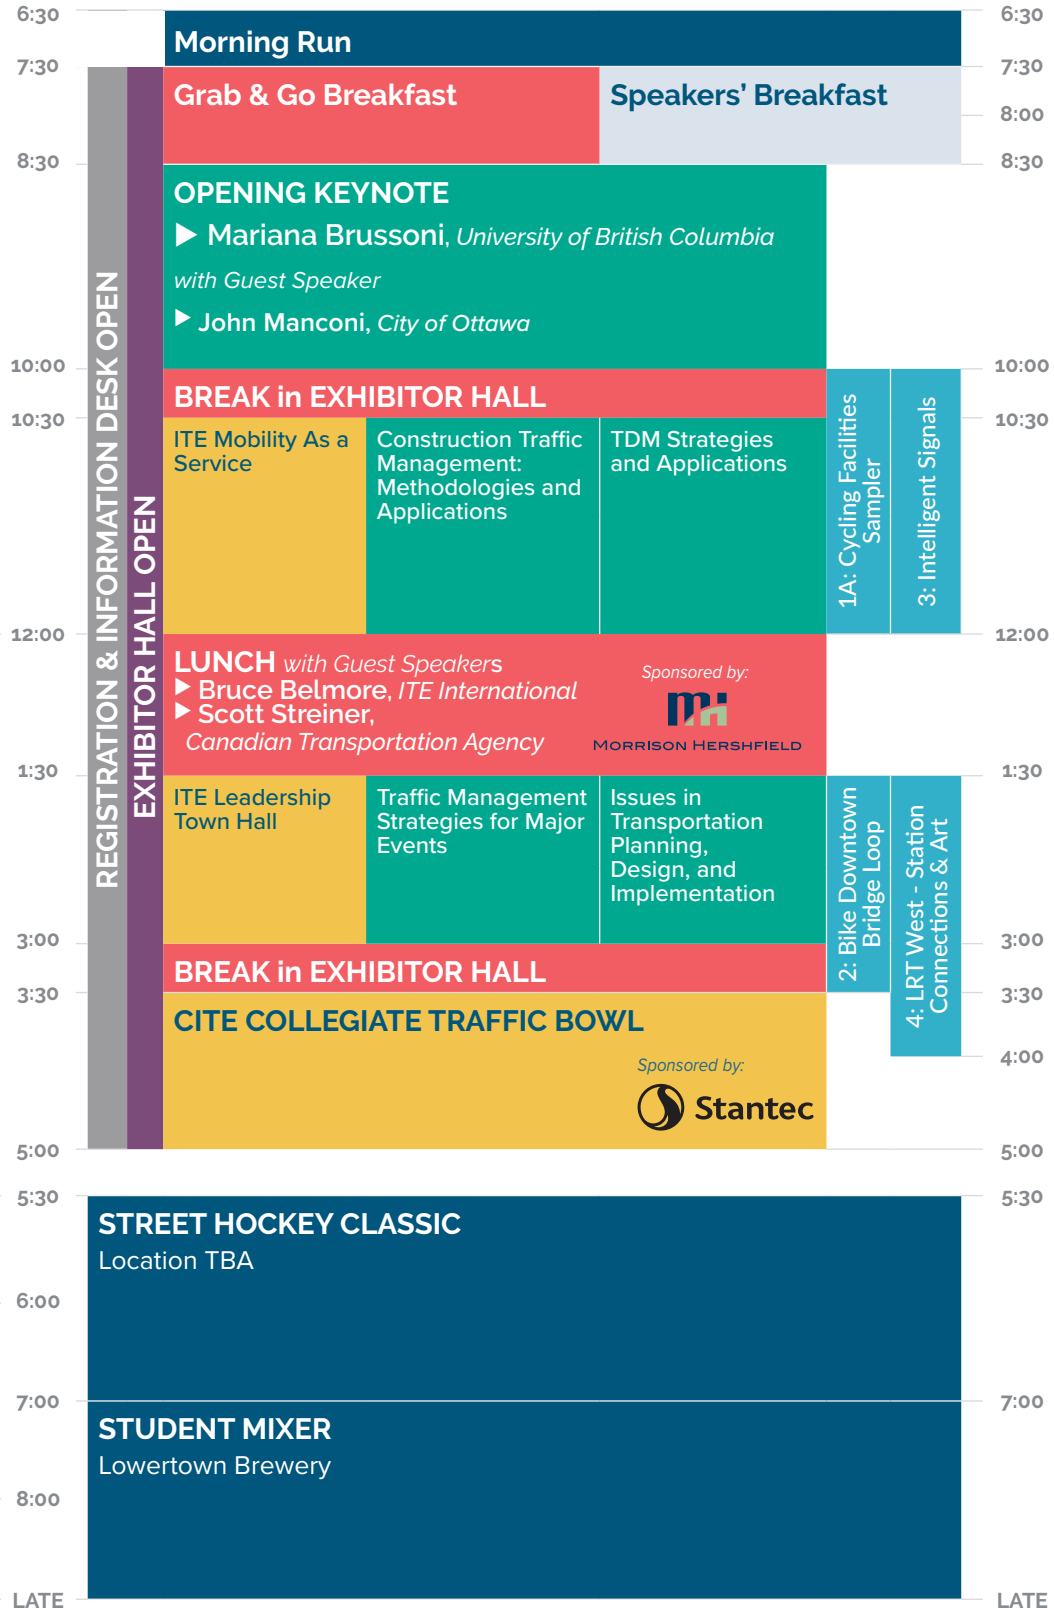 6:30
6:30
Morning Run
7:30
7:30
Grab & Go Breakfast
Speakers' Breakfast
8:00
8:30
8:30
REGISTRATION & INFORMATION DESK OPEN
EXHIBITOR HALL OPEN
OPENING KEYNOTE
▶ Mariana Brussoni, University of British Columbia
with Guest Speaker
▶ John Manconi, City of Ottawa
10:00
10:00
BREAK in EXHIBITOR HALL
10:30
10:30
ITE Mobility As a
Service
Construction Traffic
Management:
Methodologies and
Applications
TDM Strategies
and Applications
1A: Cycling Facilities
Sampler
3: Intelligent Signals
12:00
12:00
LUNCH with Guest Speakers
▶ Bruce Belmore, ITE International
▶ Scott Streiner,
Canadian Transportation Agency
Sponsored by:
mh
MORRISON HERSHFIELD
1:30
1:30
ITE Leadership
Town Hall
Traffic Management
Strategies for Major
Events
Issues in
Transportation
Planning,
Design, and
Implementation
2: Bike Downtown
Bridge Loop
4: LRT West - Station
Connections & Art
3:00
3:00
BREAK in EXHIBITOR HALL
3:30
3:30
CITE COLLEGIATE TRAFFIC BOWL
Sponsored by:
Stantec
4:00
5:00
5:00
5:30
5:30
STREET HOCKEY CLASSIC
Location TBA
6:00
7:00
7:00
STUDENT MIXER
Lowertown Brewery
8:00
LATE
LATE